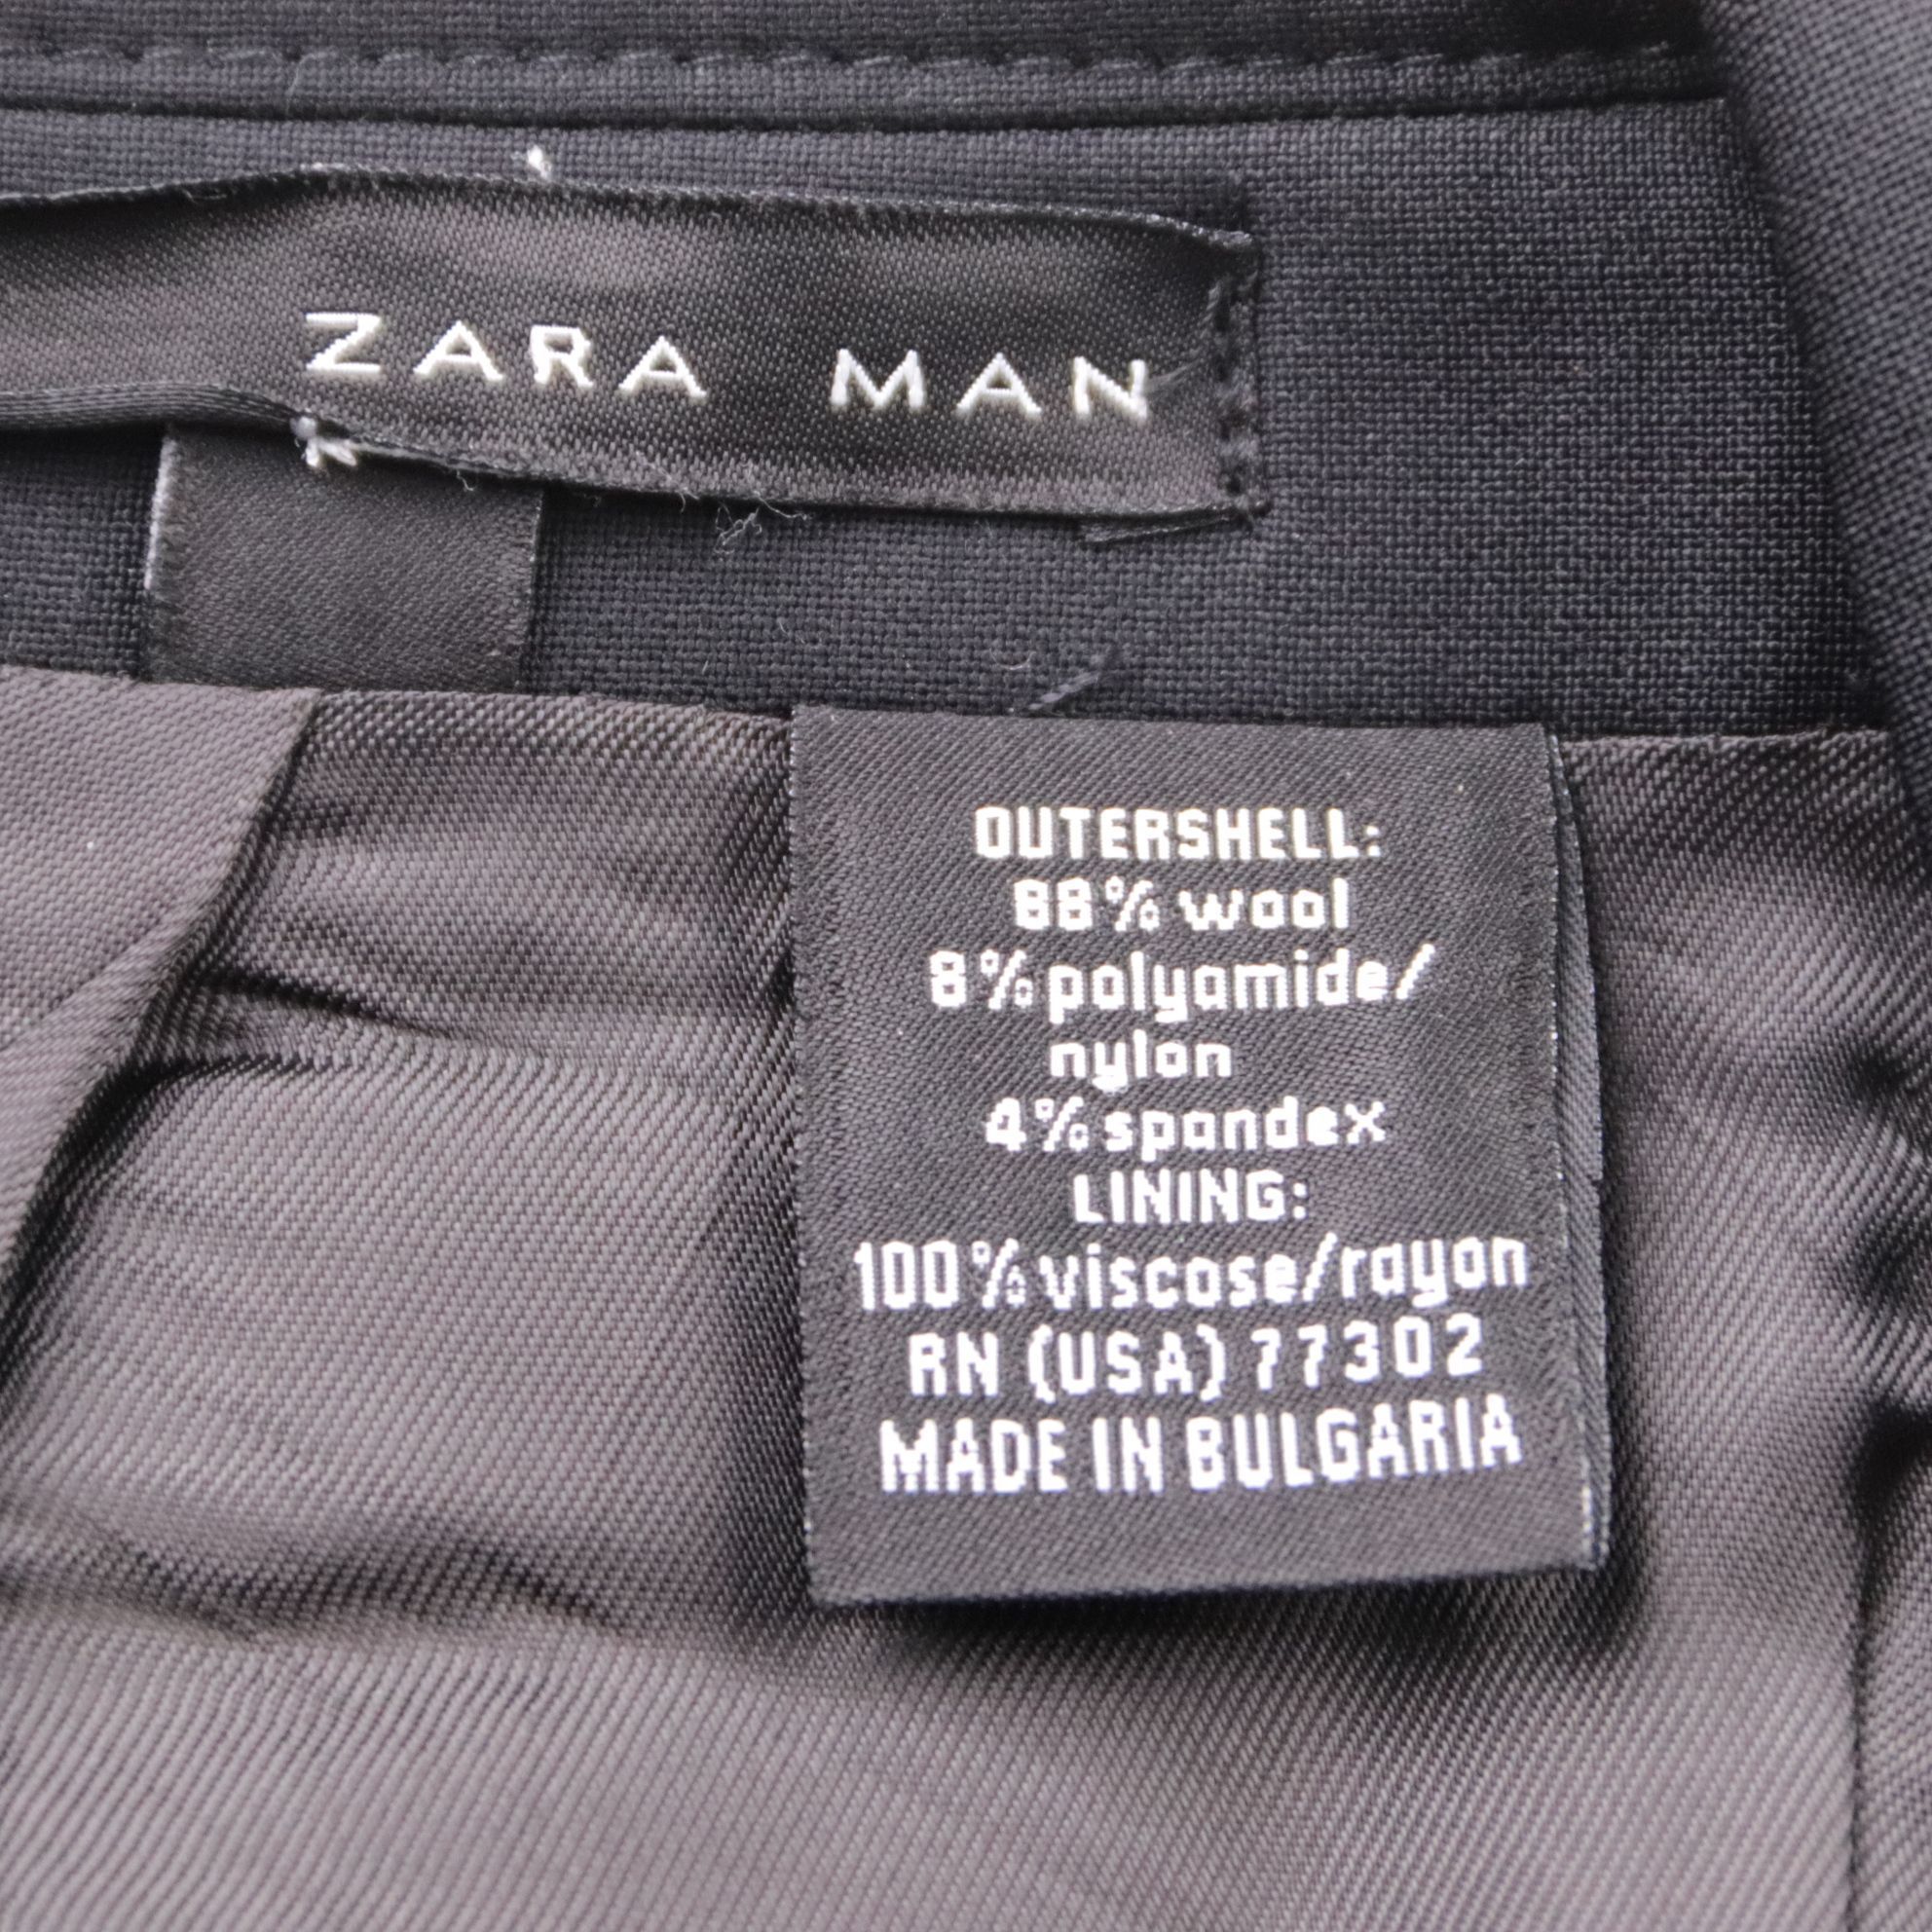 ZARA MAN
OUTERSHELL:
88% wool
8% polyamide/
nylon
4% spandex
LINING:
100% viscose/rayon
RN (USA) 77302
MADE IN BULGARIA